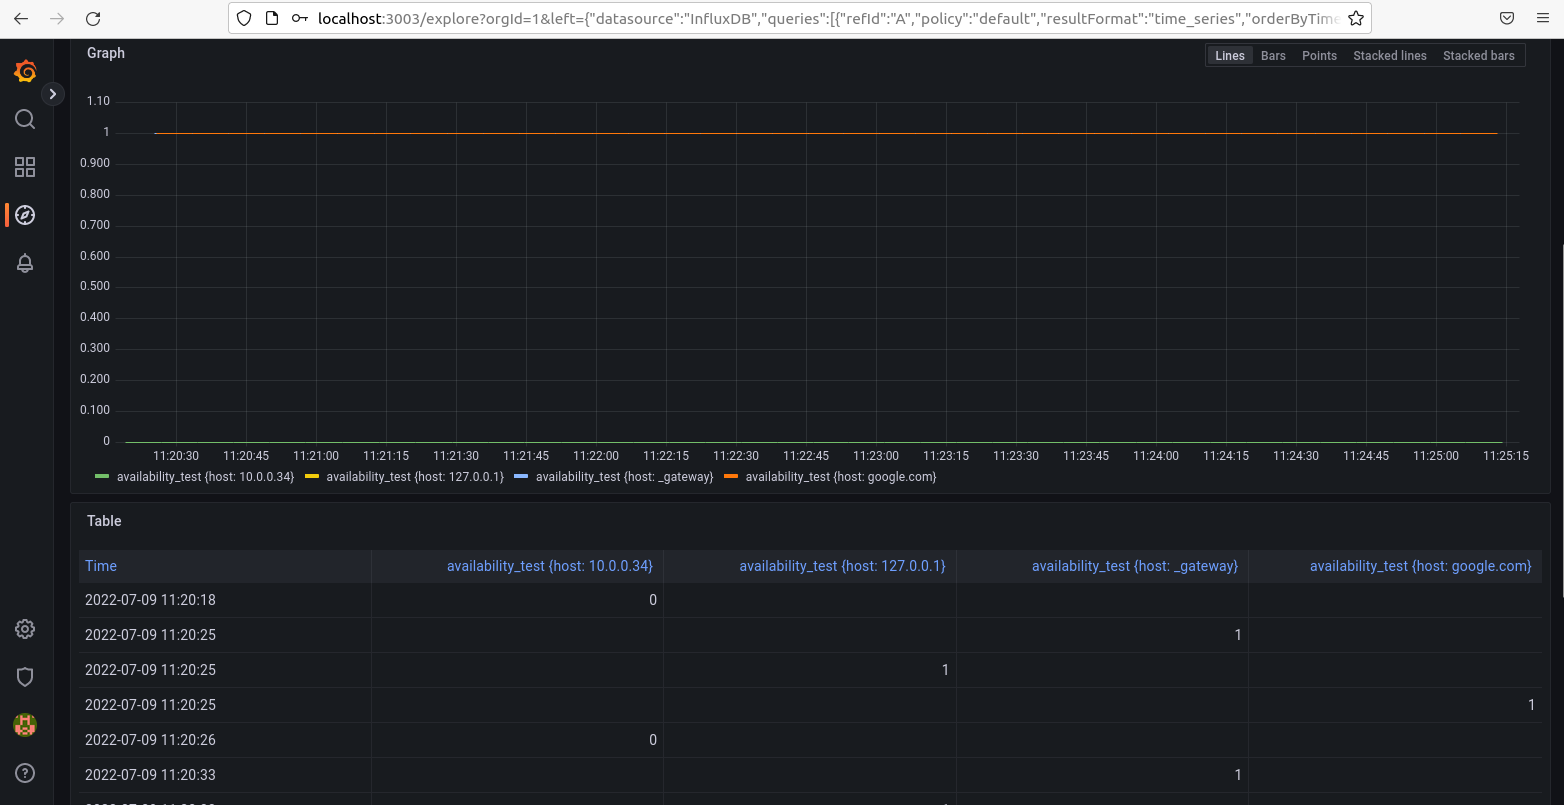 localhost:3003/explore?orgId=1&left={"datasource":"InfluxDB","queries":[{"refId":"A","policy":"default","resultFormat":"time_series","orderByTime
Graph
Lines Bars Points Stacked lines Stacked bars
1.10
1
0.900
0.800
0.700
0.600
0.500
0.400
0.300
0.200
0.100
0
11:20:30 11:20:45 11:21:00 11:21:15 11:21:30 11:21:45 11:22:00 11:22:15 11:22:30 11:22:45 11:23:00 11:23:15 11:23:30 11:23:45 11:24:00 11:24:15 11:24:30 11:24:45 11:25:00 11:25:15
availability_test {host: 10.0.0.34} availability_test {host: 127.0.0.1} availability_test {host: _gateway} availability_test {host: google.com}
Table
Time availability_test {host: 10.0.0.34} availability_test {host: 127.0.0.1} availability_test {host: _gateway} availability_test {host: google.com}
2022-07-09 11:20:18 0
2022-07-09 11:20:25 1
2022-07-09 11:20:25 1
2022-07-09 11:20:25 1
2022-07-09 11:20:26 0
2022-07-09 11:20:33 1